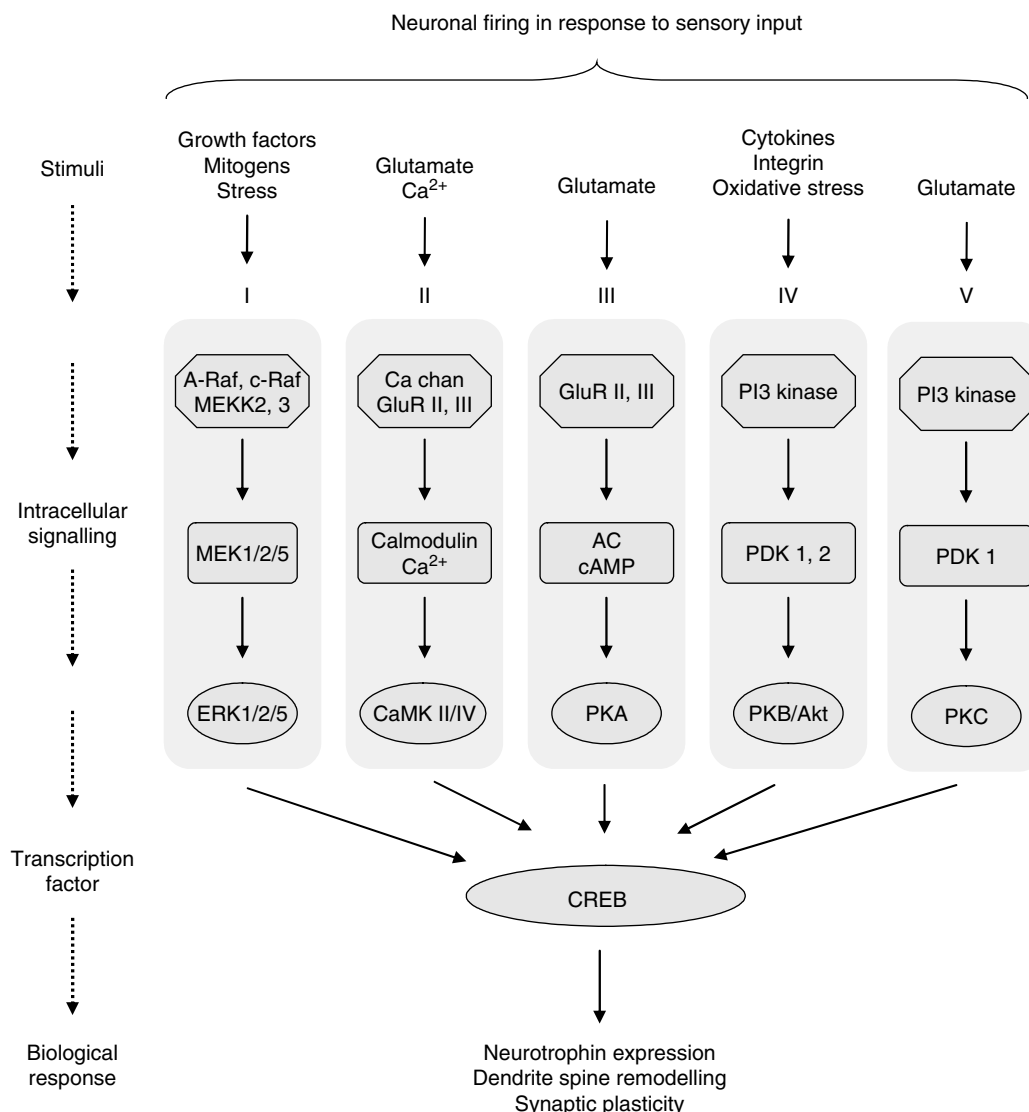 Neuronal firing in response to sensory input
Stimuli
Growth factors
Mitogens
Stress
Glutamate
Ca2+
Glutamate
Cytokines
Integrin
Oxidative stress
Glutamate
I
II
III
IV
V
A-Raf, c-Raf
MEKK2, 3
Ca chan
GluR II, III
GluR II, III
PI3 kinase
PI3 kinase
Intracellular
signalling
MEK1/2/5
Calmodulin
Ca2+
AC
cAMP
PDK 1, 2
PDK 1
ERK1/2/5
CaMK II/IV
PKA
PKB/Akt
PKC
Transcription
factor
CREB
Biological
response
Neurotrophin expression
Dendrite spine remodelling
Synaptic plasticity